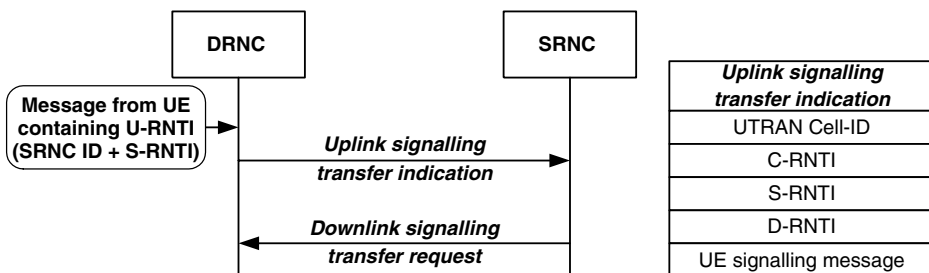 DRNC
SRNC
Message from UE
containing U-RNTI
(SRNC ID + S-RNTI)
Uplink signalling
transfer indication
Downlink signalling
transfer request
Uplink signalling
transfer indication
UTRAN Cell-ID
C-RNTI
S-RNTI
D-RNTI
UE signalling message